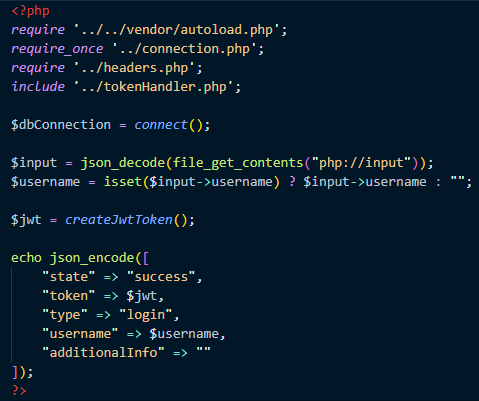 <?php
require '../../vendor/autoload.php';
require_once '../connection.php';
require '../headers.php';
include '../tokenHandler.php';

$dbConnection = connect();

$input = json_decode(file_get_contents("php://input"));
$username = isset($input->username) ? $input->username : "";

$jwt = createJwtToken();

echo json_encode([
    "state" => "success",
    "token" => $jwt,
    "type" => "login",
    "username" => $username,
    "additionalInfo" => ""
]);
?>